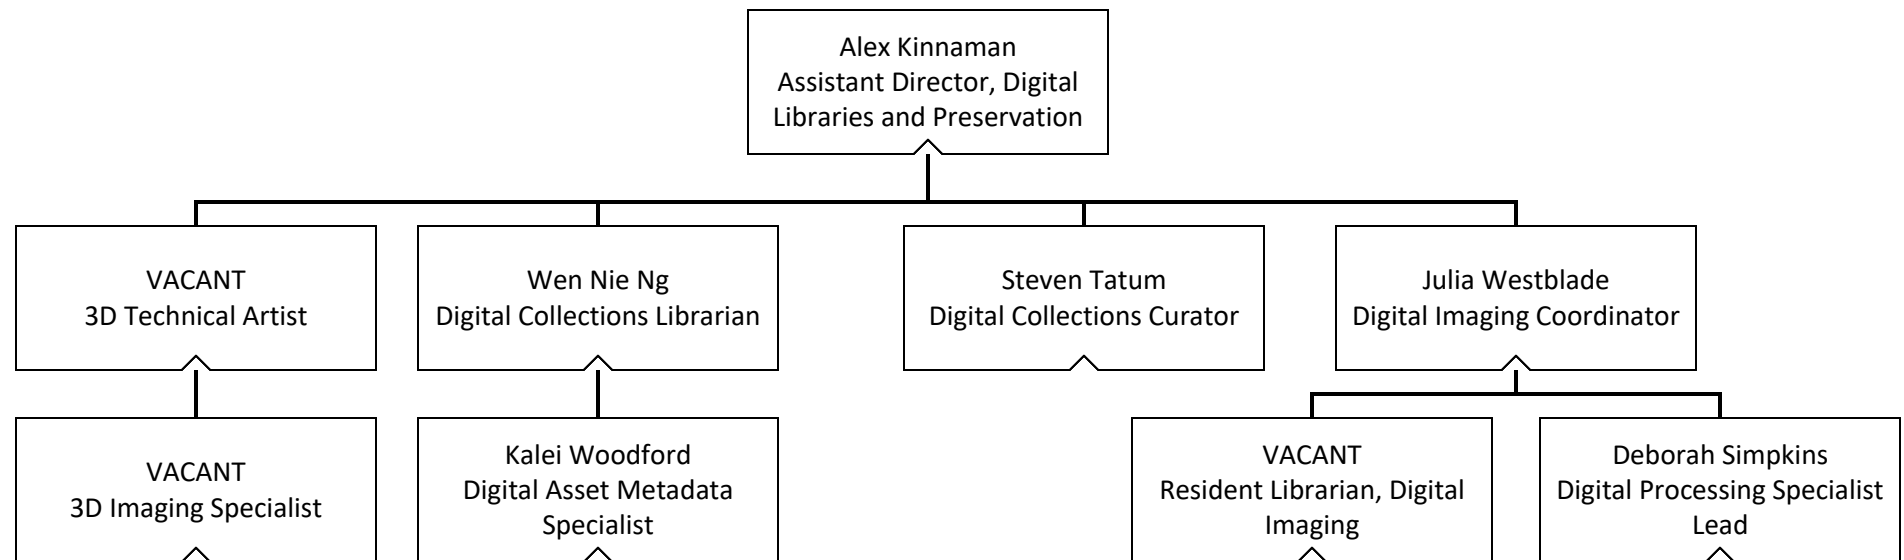 Alex Kinnaman
Assistant Director, Digital
Libraries and Preservation
VACANT
3D Technical Artist
Wen Nie Ng
Digital Collections Librarian
Steven Tatum
Digital Collections Curator
Julia Westblade
Digital Imaging Coordinator
VACANT
3D Imaging Specialist
Kalei Woodford
Digital Asset Metadata
Specialist
VACANT
Resident Librarian, Digital
Imaging
Deborah Simpkins
Digital Processing Specialist
Lead